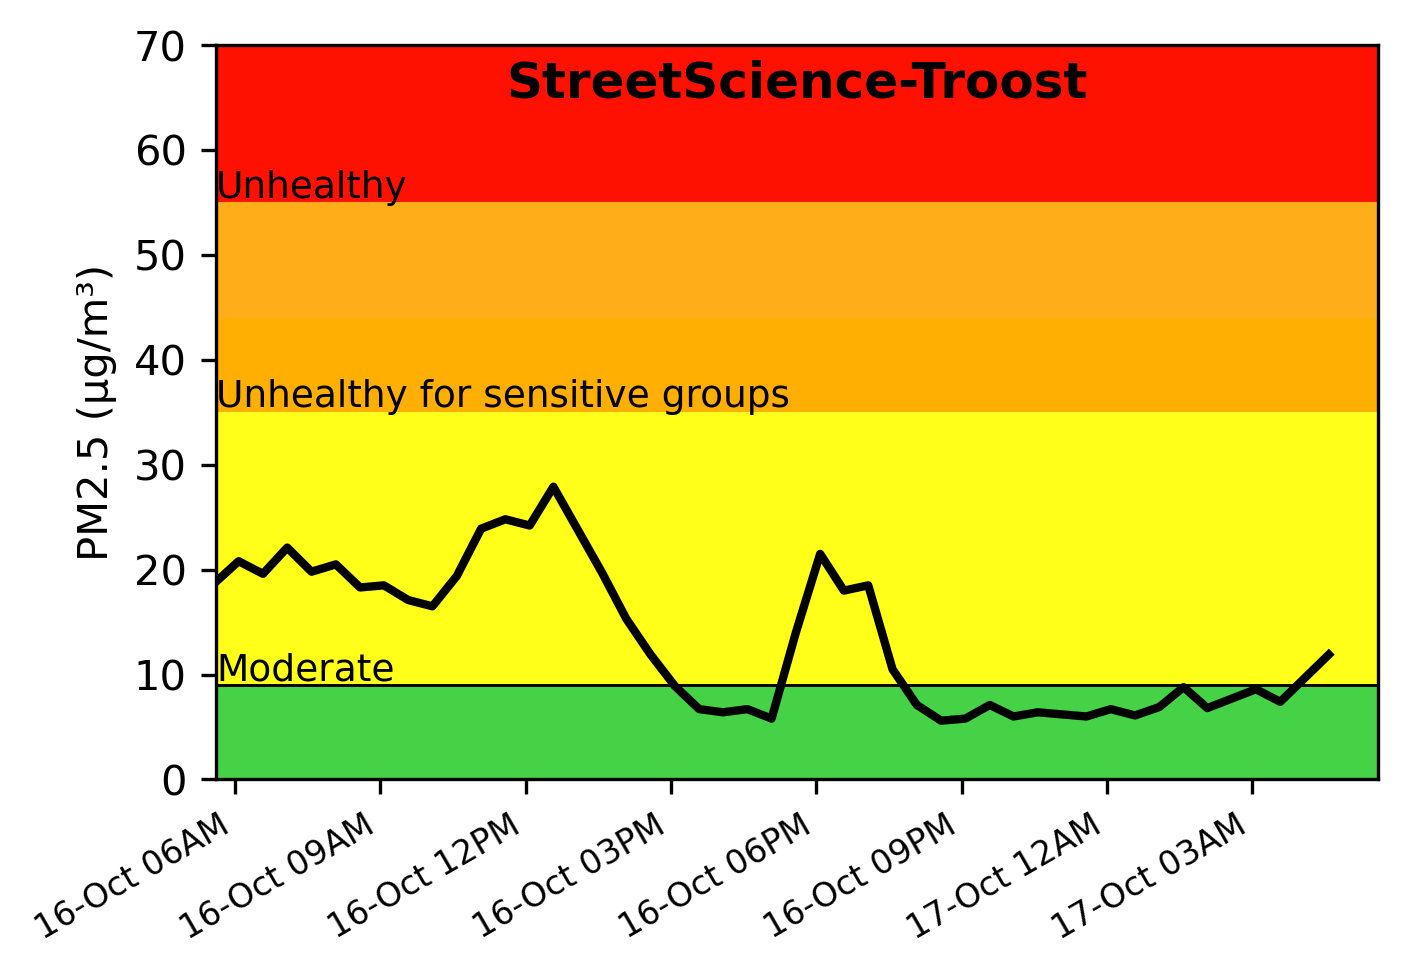 StreetScience-Troost
70
60
50
40
30
20
10
0
PM2.5 (µg/m³)
Unhealthy
Unhealthy for sensitive groups
Moderate
16-Oct 06AM
16-Oct 09AM
16-Oct 12PM
16-Oct 03PM
16-Oct 06PM
16-Oct 09PM
17-Oct 12AM
17-Oct 03AM